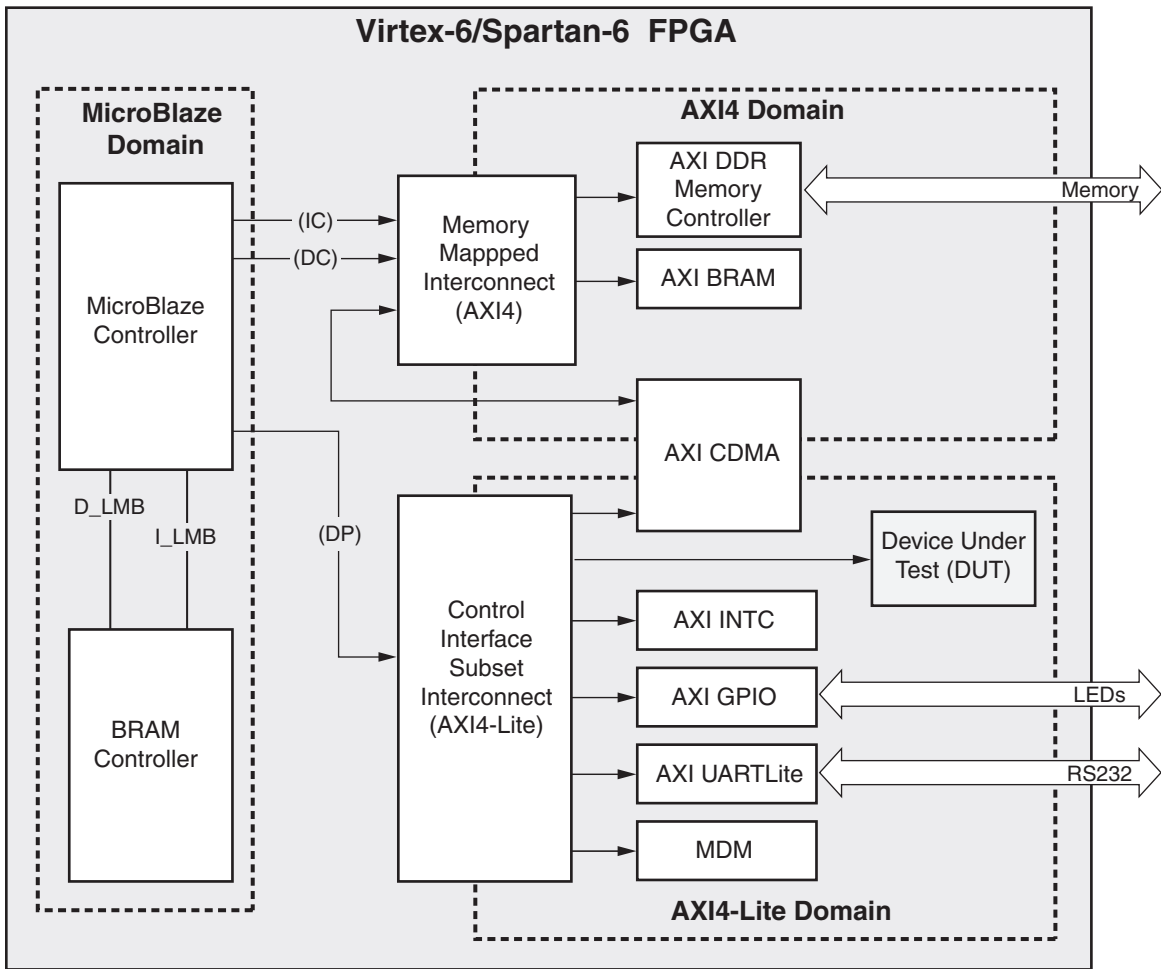 Virtex-6/Spartan-6 FPGA
MicroBlaze
Domain
MicroBlaze
Controller
D_LMB
I_LMB
BRAM
Controller
(IC)
(DC)
(DP)
AXI4 Domain
Memory
Mappped
Interconnect
(AXI4)
AXI DDR
Memory
Controller
Memory
AXI BRAM
AXI CDMA
Control
Interface
Subset
Interconnect
(AXI4-Lite)
Device Under
Test (DUT)
AXI INTC
AXI GPIO
LEDs
AXI UARTLite
RS232
MDM
AXI4-Lite Domain